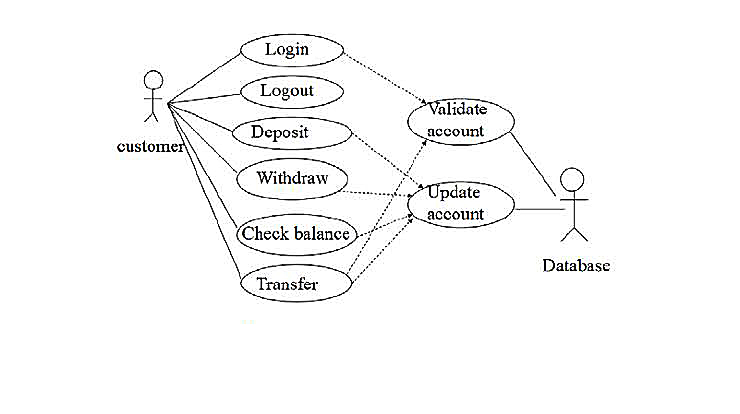 Login
Logout
Deposit
Withdraw
Check balance
Transfer
customer
Validate
account
Update
account
Database